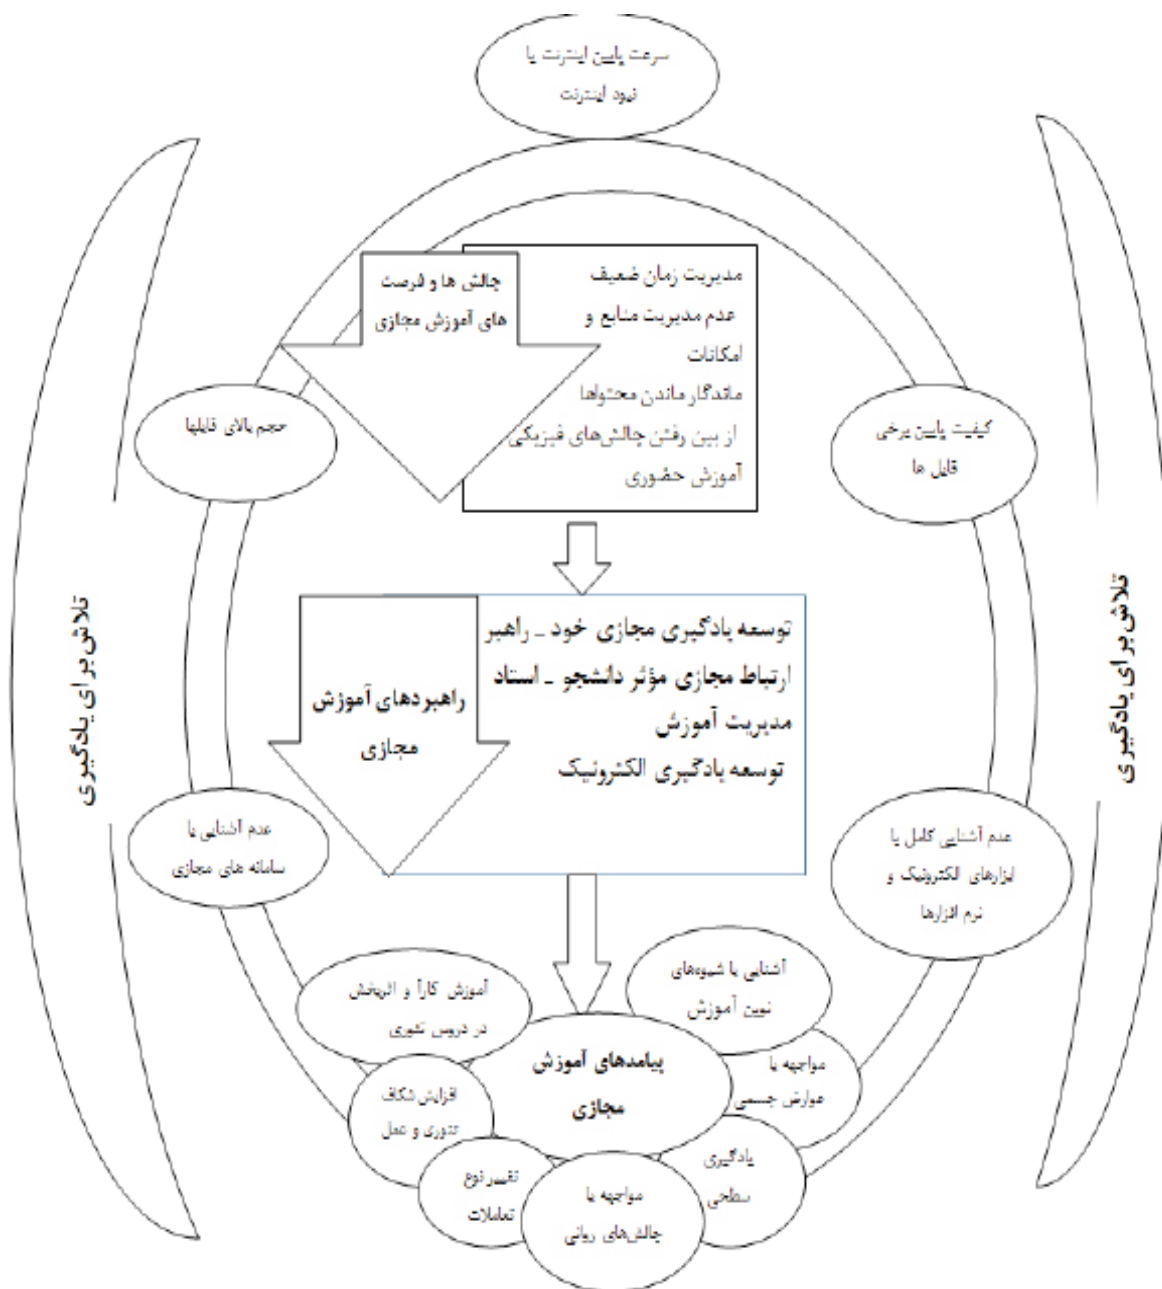 سرعت پایین اینترنت یا
نبود اینترنت
چالش ها و فرصت
های آموزش مجازی
مدیریت زمان ضعیف
عدم مدیریت منابع و
امکانات
ماندگار ماندن محتواها
از بین رفتن چالش‌های فیزیکی
آموزش حضوری
کیفیت پایین برخی
فایل ها
حجم بالای فایلها
تلاش برای یادگیری
تلاش برای یادگیری
توسعه یادگیری مجازی خود ـ راهبر
ارتباط مجازی مؤثر دانشجو ـ استاد
مدیریت آموزش
توسعه یادگیری الکترونیک
راهبردهای آموزش
مجازی
عدم آشنایی کامل با
ابزارهای الکترونیک و
نرم افزارها
عدم آشنایی با
سامانه های مجازی
آشنایی با شیوه‌های
نوین آموزش
آموزش کارآ و اثربخش
در دروس تئوری
پیامدهای آموزش
مجازی
مواجهه با
عوارض جسمی
افزایش شکاف
تئوری و عمل
یادگیری
سطحی
تغییر نوع
تعاملات
مواجهه با
چالش‌های روانی